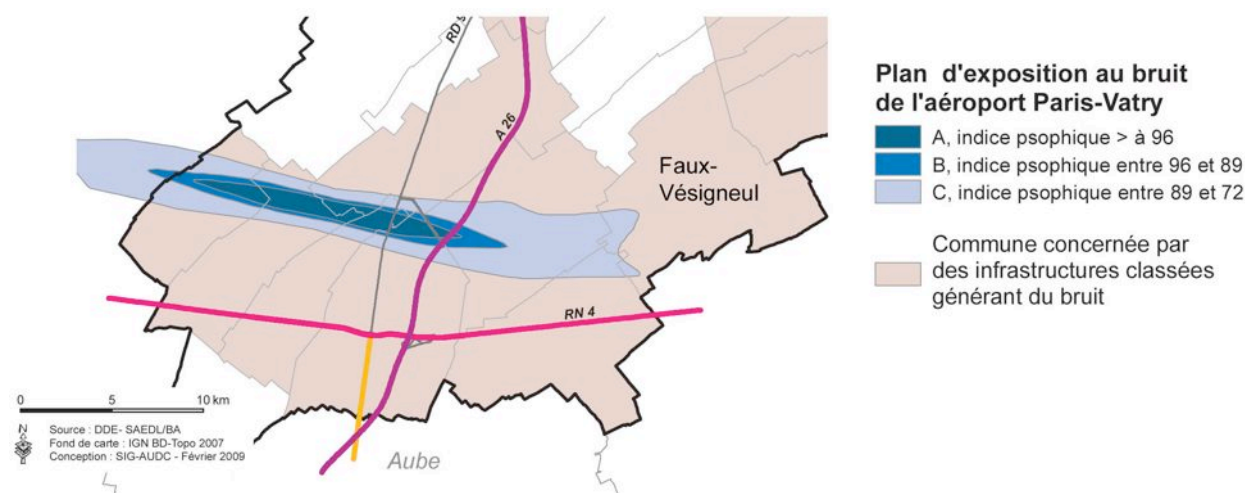 RD 9
A 26
Faux-
Vésigneul
RN 4
0 5 10 km
N
Source : DDE- SAEDL/BA
Fond de carte : IGN BD-Topo 2007
Conception : SIG-AUDC - Février 2009
Aube
Plan d'exposition au bruit
de l'aéroport Paris-Vatry
A, indice psophique > à 96
B, indice psophique entre 96 et 89
C, indice psophique entre 89 et 72
Commune concernée par
des infrastructures classées
générant du bruit